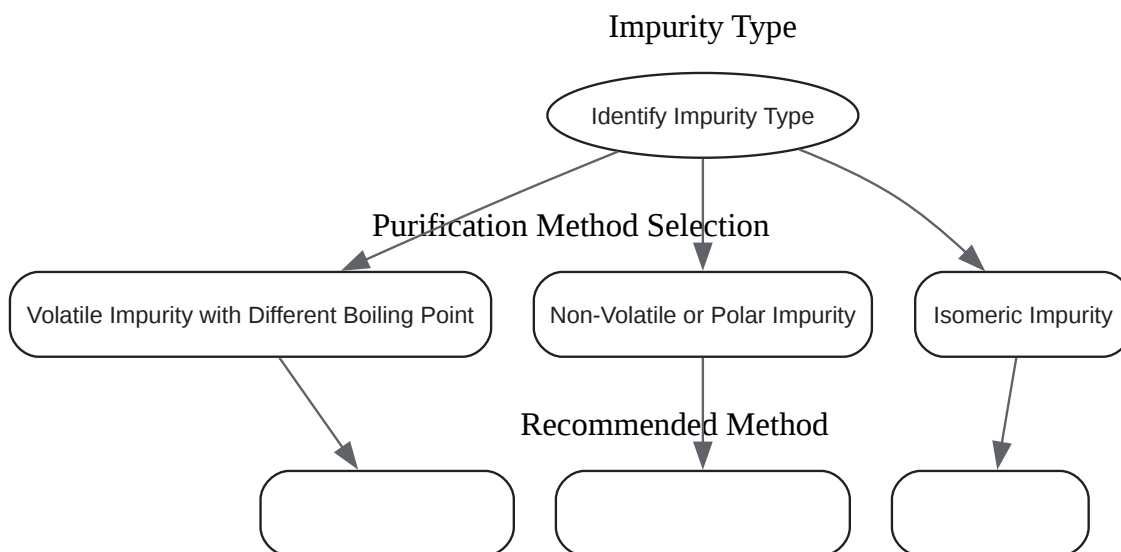 Impurity Type
Identify Impurity Type
Purification Method Selection
Volatile Impurity with Different Boiling Point
Non-Volatile or Polar Impurity
Isomeric Impurity
Recommended Method